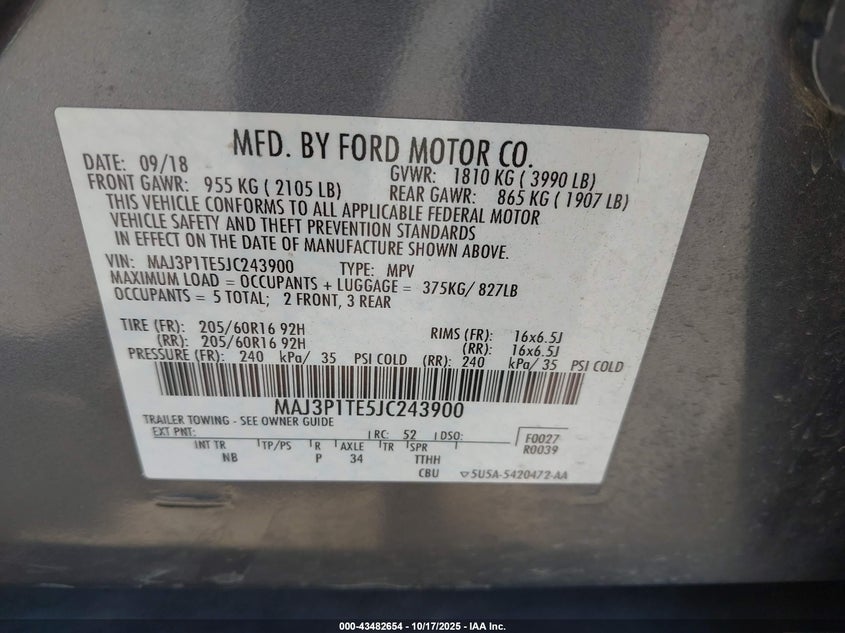 MFD. BY FORD MOTOR CO.
DATE: 09/18 GVWR: 1810 KG ( 3990 LB)
FRONT GAWR: 955 KG ( 2105 LB) REAR GAWR: 865 KG ( 1907 LB)
THIS VEHICLE CONFORMS TO ALL APPLICABLE FEDERAL MOTOR
VEHICLE SAFETY AND THEFT PREVENTION STANDARDS
IN EFFECT ON THE DATE OF MANUFACTURE SHOWN ABOVE.
VIN: MAJ3P1TE5JC243900 TYPE: MPV
MAXIMUM LOAD = OCCUPANTS + LUGGAGE = 375KG/ 827LB
OCCUPANTS = 5 TOTAL; 2 FRONT, 3 REAR
TIRE (FR): 205/60R16 92H RIMS (FR): 16x6.5J
(RR): 205/60R16 92H (RR): 16x6.5J
PRESSURE (FR): 240 kPa/ 35 PSI COLD (RR): 240 kPa/ 35 PSI COLD
MAJ3P1TE5JC243900
TRAILER TOWING - SEE OWNER GUIDE
EXT PNT: RC: 52 DSO: F0027
INT TR TP/PS R AXLE TR SPR R0039
NB P 34 TTHH
CBU 5U5A-5420472-AA
000-43482654 - 10/17/2025 - IAA Inc.